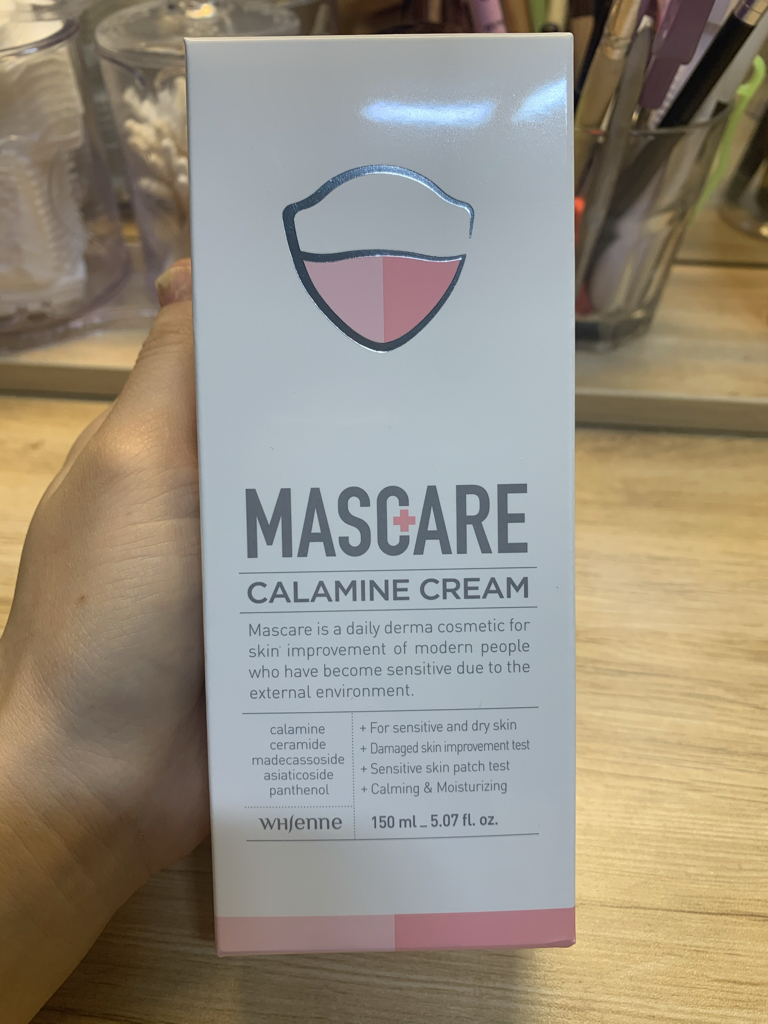 MASCARE
CALAMINE CREAM
Mascare is a daily derma cosmetic for
skin improvement of modern people
who have become sensitive due to the
external environment.
calamine
ceramide
madecassoside
asiaticoside
panthenol
+ For sensitive and dry skin
+ Damaged skin improvement test
+ Sensitive skin patch test
+ Calming & Moisturizing
WHienne
150 ml _ 5.07 fl. oz.